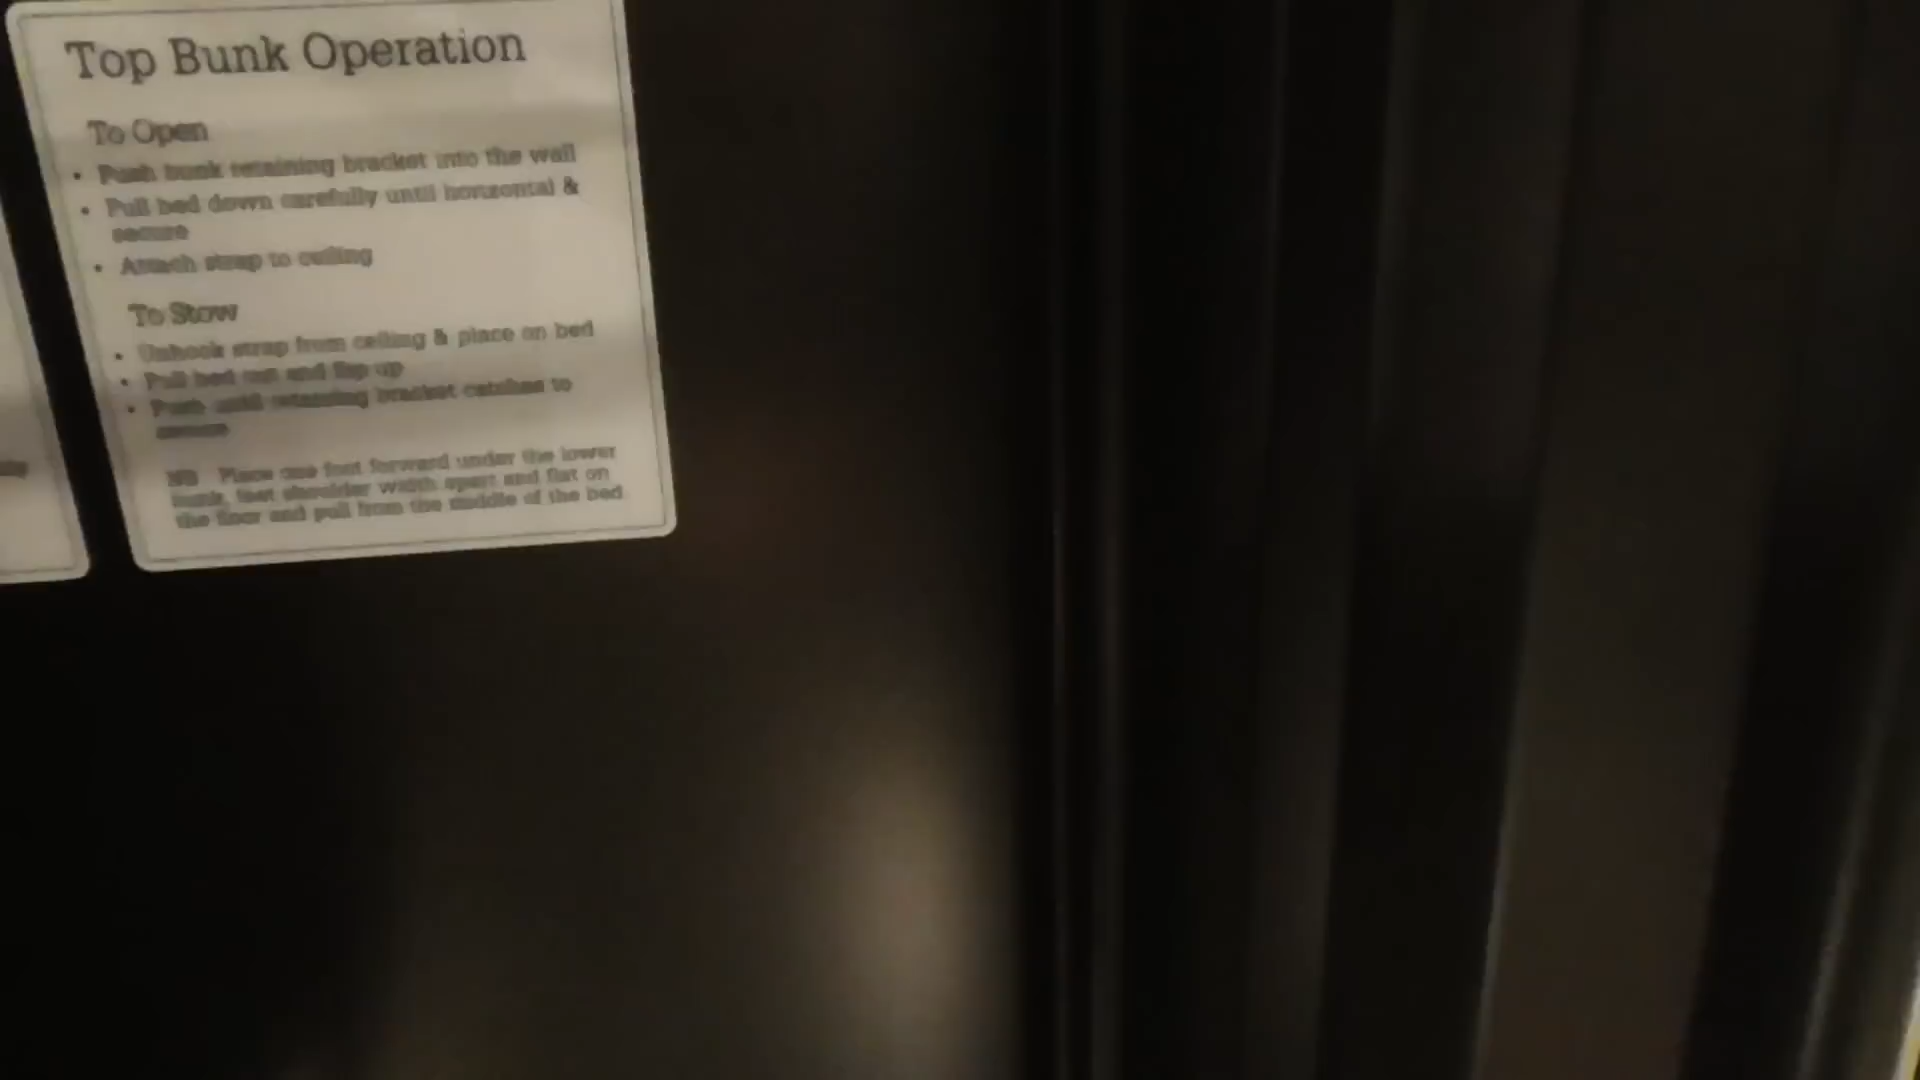 Top Bunk Operation
To Open
• Push bunk retaining bracket into the wall
• Pull bed down carefully until horizontal &
secure
• Attach strap to ceiling
To Stow
• Unhook strap from ceiling & place on bed
• Pull bed out and flip up
• Push until retaining bracket catches to
secure
NB Place one foot forward under the lower
bunk, feet shoulder width apart and flat on
the floor and pull from the middle of the bed